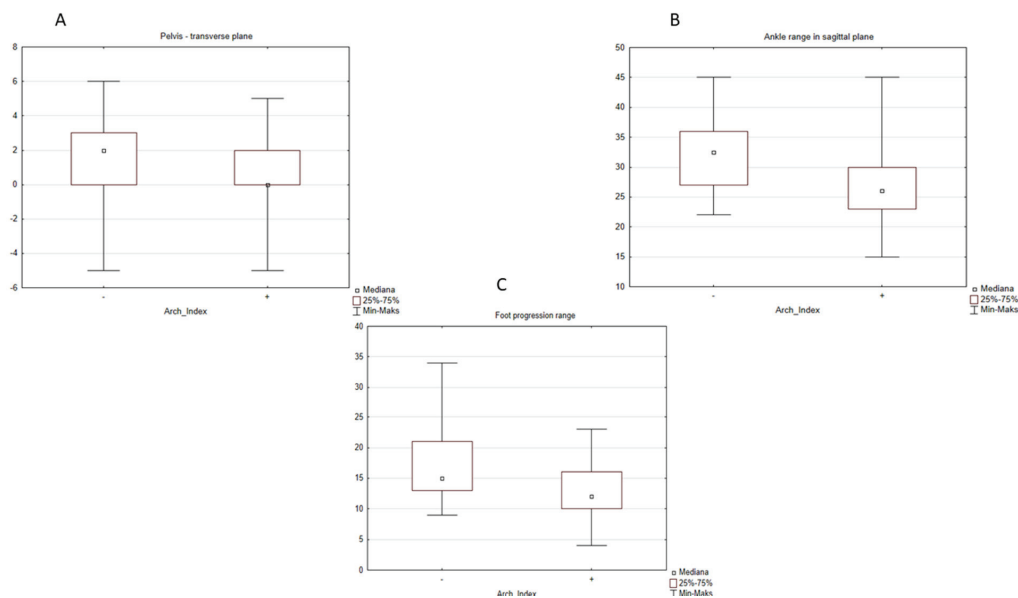 A
Pelvis - transverse plane
8
6
4
2
0
-2
-4
-6
- +
Arch_Index
Mediana
25%-75%
Min-Maks
B
Ankle range in sagittal plane
50
45
40
35
30
25
20
15
10
- +
Arch_Index
Mediana
25%-75%
Min-Maks
C
Foot progression range
40
35
30
25
20
15
10
5
0
- +
Arch_Index
Mediana
25%-75%
Min-Maks